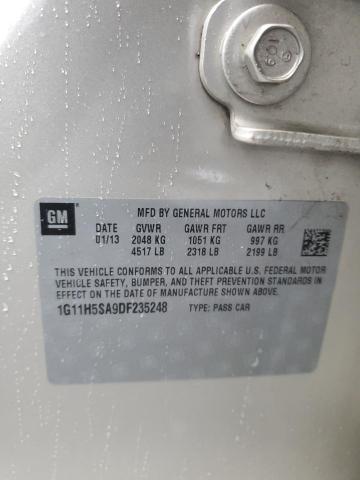 109
GM
MFD BY GENERAL MOTORS LLC
DATE GVWR GAWR FRT GAWR RR
01/13 2048 KG 1051 KG 997 KG
4517 LB 2318 LB 2199 LB
THIS VEHICLE CONFORMS TO ALL APPLICABLE U.S. FEDERAL MOTOR
VEHICLE SAFETY, BUMPER, AND THEFT PREVENTION STANDARDS
IN EFFECT ON THE DATE OF MANUFACTURE SHOWN ABOVE.
1G11H5SA9DF235248 TYPE: PASS CAR